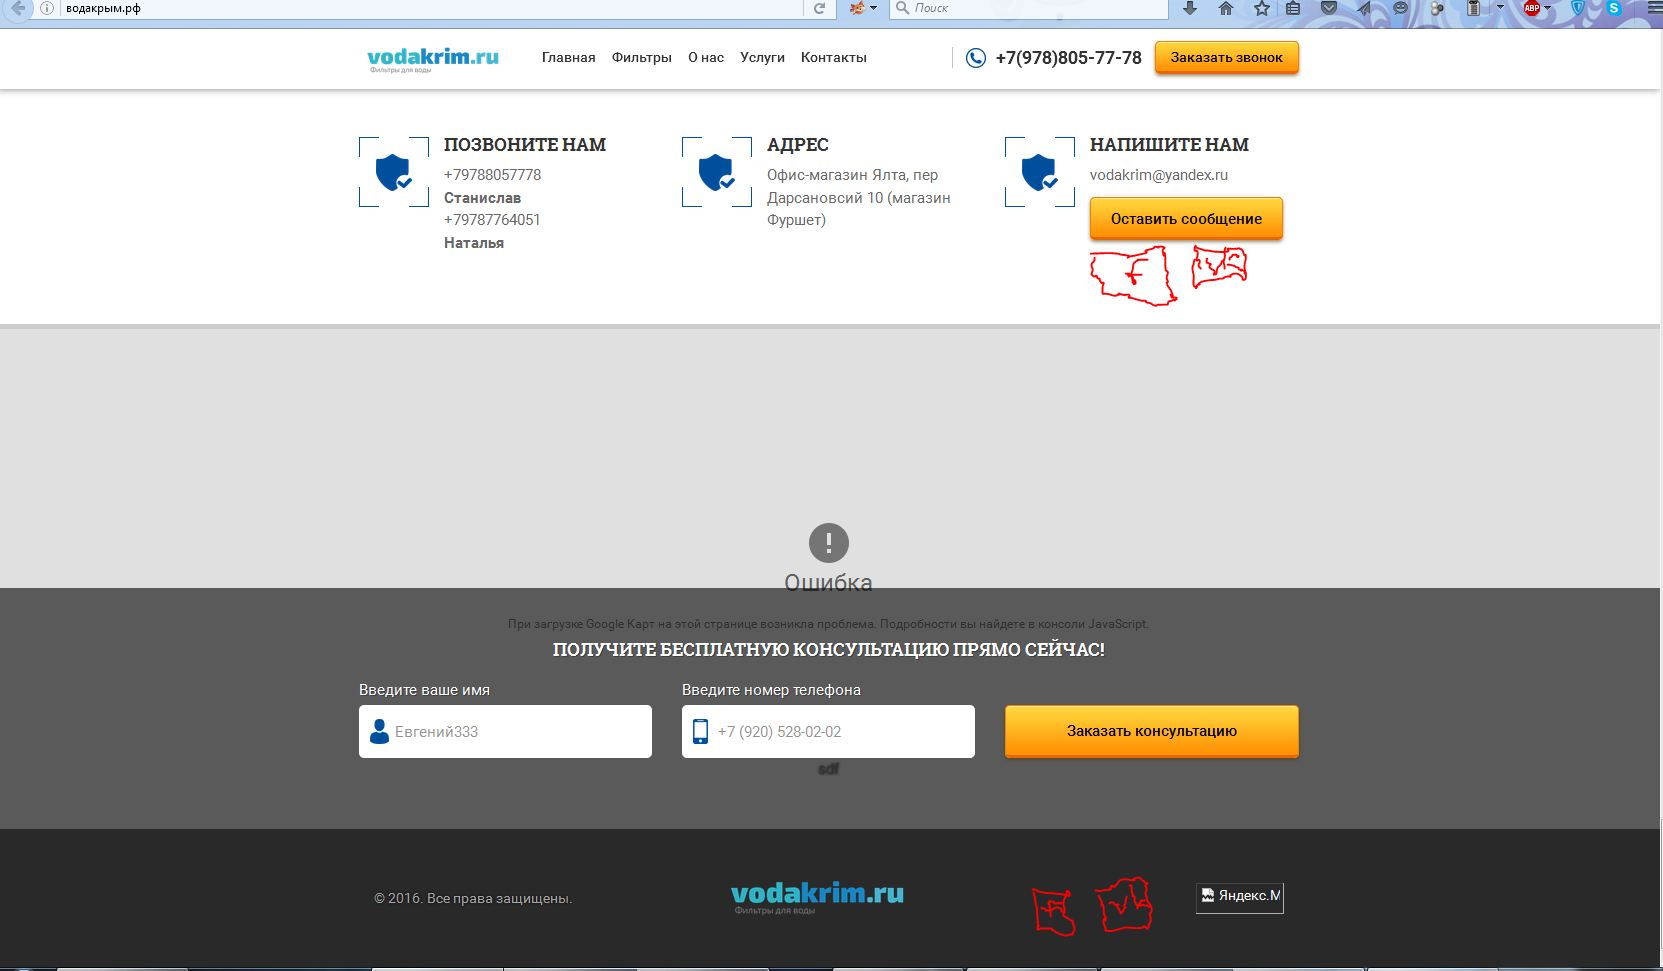 водакрым.рф
Поиск
ABP
S
vodakrim.ru
Фильтры для воды
Главная Фильтры О нас Услуги Контакты
+7(978)805-77-78
Заказать звонок
ПОЗВОНИТЕ НАМ
+79788057778
Станислав
+79787764051
Наталья
АДРЕС
Офис-магазин Ялта, пер
Дарсановсий 10 (магазин
Фуршет)
НАПИШИТЕ НАМ
vodakrim@yandex.ru
Оставить сообщение
f
Ошибка
При загрузке Google Карт на этой странице возникла проблема. Подробности вы найдете в консоли JavaScript.
ПОЛУЧИТЕ БЕСПЛАТНУЮ КОНСУЛЬТАЦИЮ ПРЯМО СЕЙЧАС!
Введите ваше имя
Евгений333
Введите номер телефона
+7 (920) 528-02-02
Заказать консультацию
sdf
© 2016. Все права защищены.
vodakrim.ru
Фильтры для воды
Яндекс.М